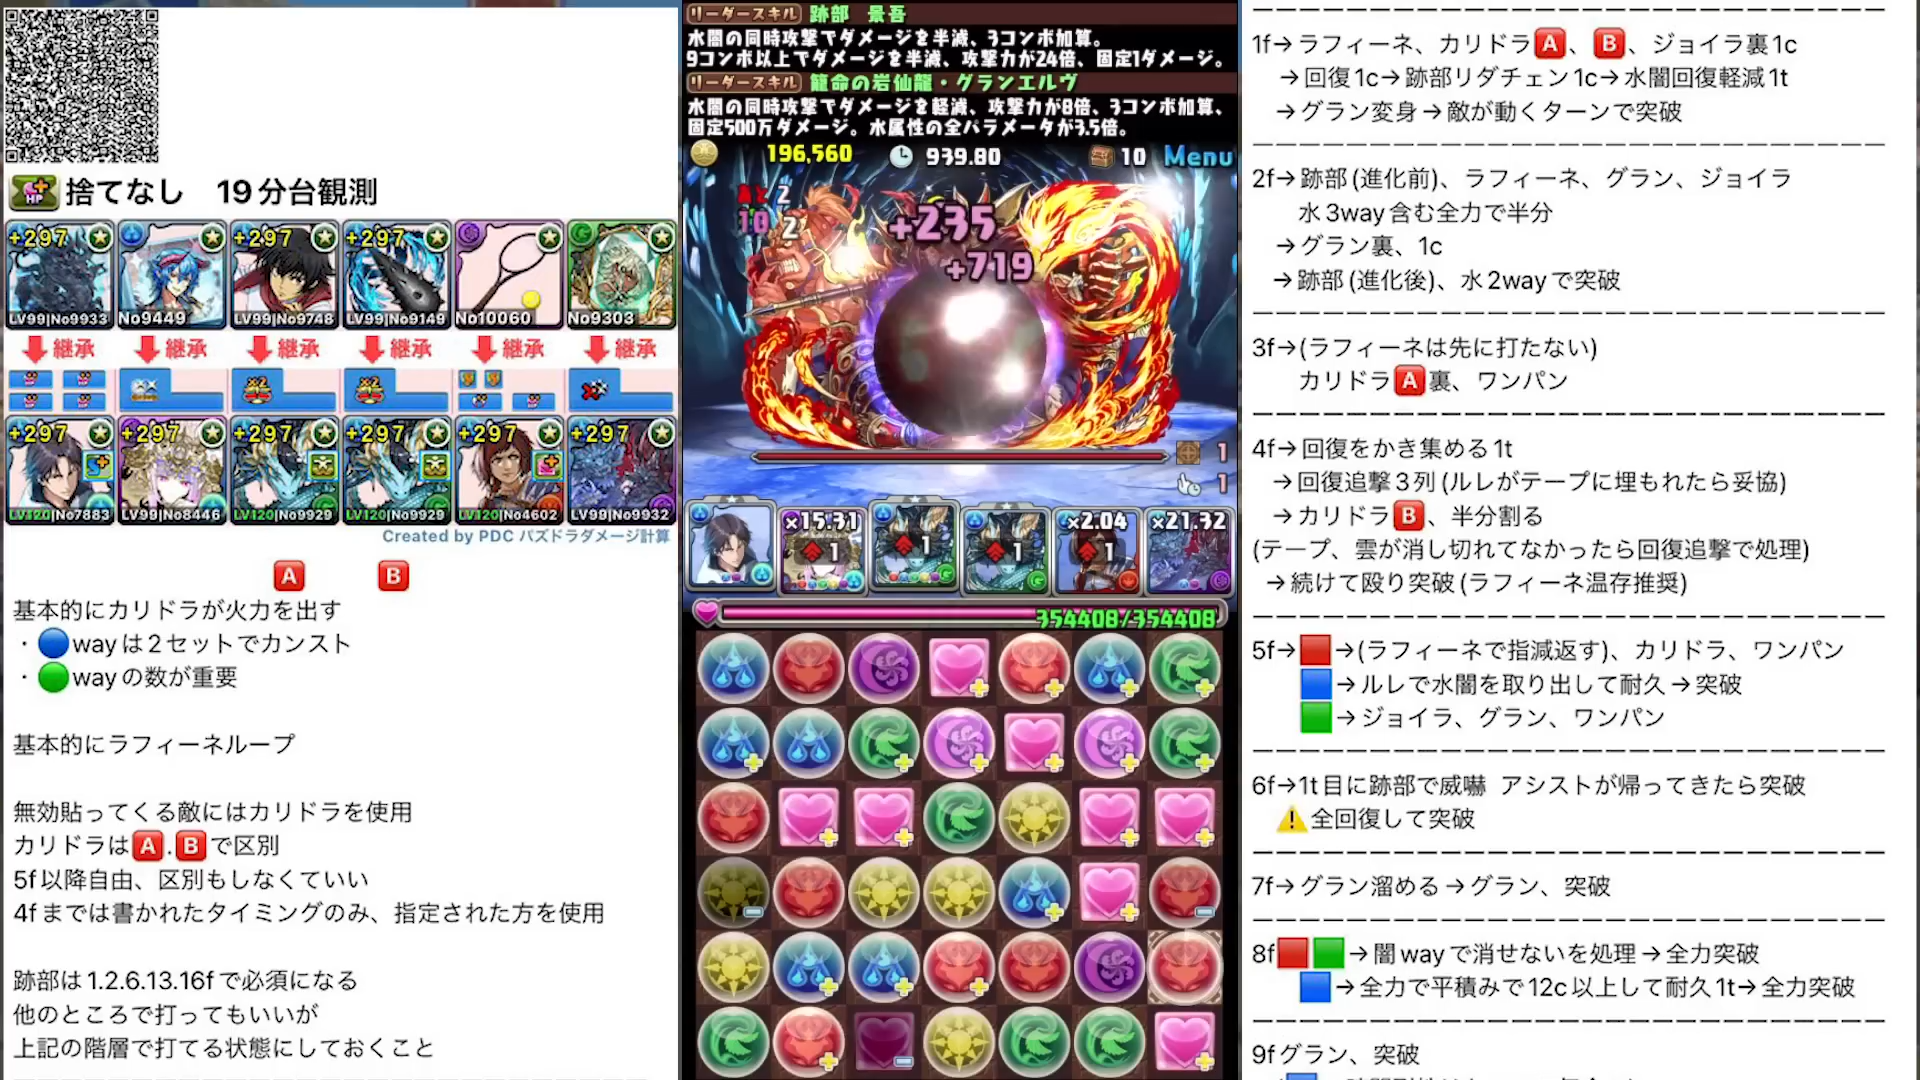 捨てなし 19分台観測
+297 +297 +297 +297
LV99|No9933 No9449 LV99|No9748 LV99|No9149 No10060 No9303
継承 継承 継承 継承 継承 継承
+297 +297 +297 +297 +297 +297
LV120|No7883 LV99|No8446 LV120|No9929 LV120|No9929 LV120|No4602 LV99|No9932
Created by PDC パズドラダメージ計算
A B
基本的にカリドラが火力を出す
・🔵wayは2セットでカンスト
・🟢wayの数が重要
基本的にラフィーネループ
無効貼ってくる敵にはカリドラを使用
カリドラはA.Bで区別
5f以降自由、区別もしなくていい
4fまでは書かれたタイミングのみ、指定された方を使用
跡部は1.2.6.13.16fで必須になる
他のところで打ってもいいが
上記の階層で打てる状態にしておくこと
リーダースキル 跡部 景吾
水闇の同時攻撃でダメージを半減、3コンボ加算。
9コンボ以上でダメージを半減、攻撃力が24倍、固定1ダメージ。
リーダースキル 龍命の岩仙龍・グランエルヴ
水闇の同時攻撃でダメージを軽減、攻撃力が8倍、3コンボ加算、
固定500万ダメージ。水属性の全パラメータが3.5倍。
196,560 939.80 10 Menu
あと2
10 2
+235
+719
1
1
×15.31 ×2.04 ×21.32
1 1 1 1
354408/354408
1f→ラフィーネ、カリドラA、B、ジョイラ裏1c
→回復1c→跡部リダチェン1c→水闇回復軽減1t
→グラン変身→敵が動くターンで突破
2f→跡部(進化前)、ラフィーネ、グラン、ジョイラ
水3way含む全力で半分
→グラン裏、1c
→跡部(進化後)、水2wayで突破
3f→(ラフィーネは先に打たない)
カリドラA裏、ワンパン
4f→回復をかき集める1t
→回復追撃3列(ルレがテープに埋もれたら妥協)
→カリドラB、半分割る
(テープ、雲が消し切れてなかったら回復追撃で処理)
→続けて殴り突破(ラフィーネ温存推奨)
5f→🟥→(ラフィーネで指減返す)、カリドラ、ワンパン
🟦→ルレで水闇を取り出して耐久→突破
🟩→ジョイラ、グラン、ワンパン
6f→1t目に跡部で威嚇 アシストが帰ってきたら突破
⚠️全回復して突破
7f→グラン溜める→グラン、突破
8f🟥🟩→闇wayで消せないを処理→全力突破
🟦→全力で平積みで12c以上して耐久1t→全力突破
9fグラン、突破